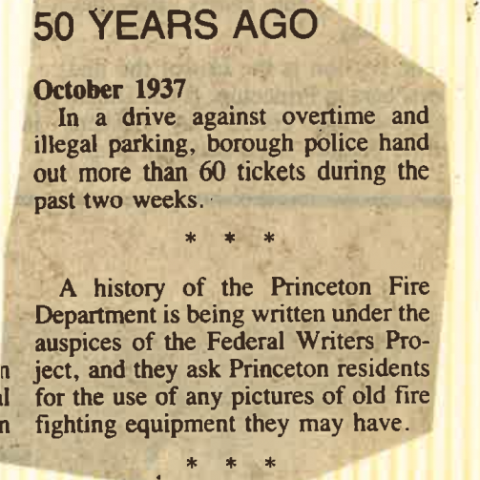 50 YEARS AGO
October 1937
In a drive against overtime and
illegal parking, borough police hand
out more than 60 tickets during the
past two weeks.
* * *
A history of the Princeton Fire
Department is being written under the
auspices of the Federal Writers Pro-
ject, and they ask Princeton residents
for the use of any pictures of old fire
fighting equipment they may have.
* * *